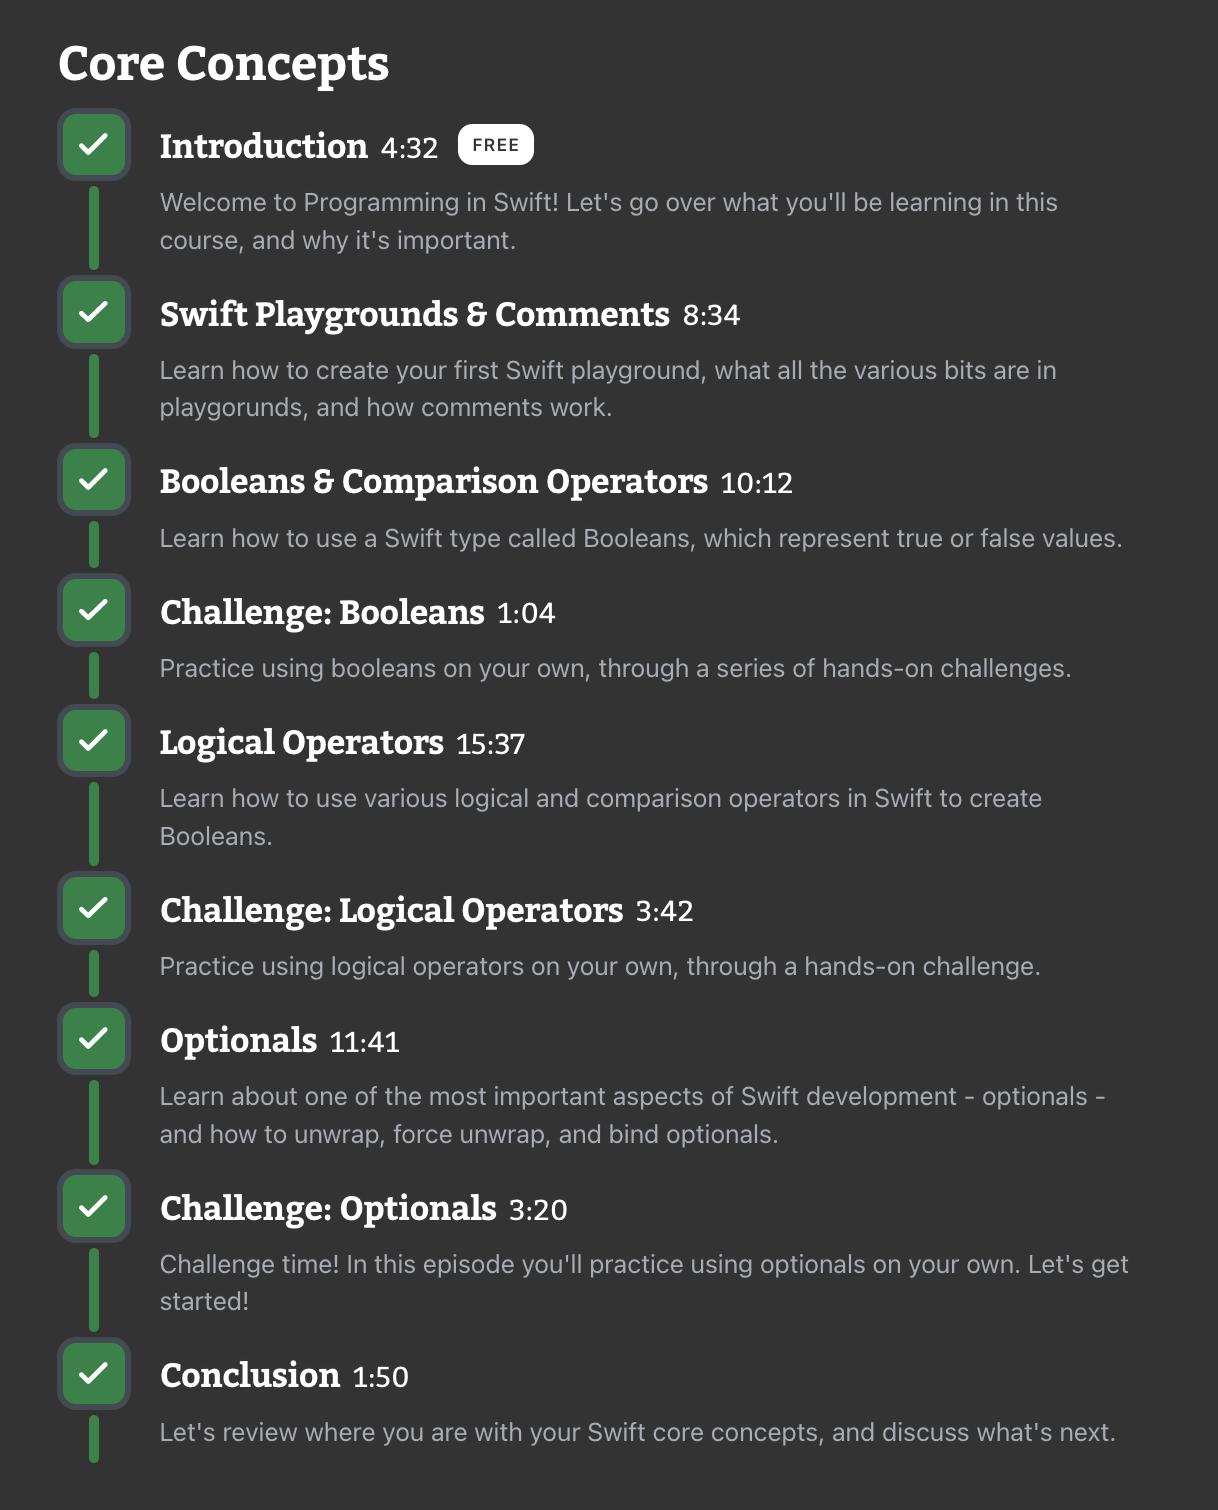 Core Concepts
Introduction 4:32 FREE
Welcome to Programming in Swift! Let's go over what you'll be learning in this
course, and why it's important.
Swift Playgrounds & Comments 8:34
Learn how to create your first Swift playground, what all the various bits are in
playgorunds, and how comments work.
Booleans & Comparison Operators 10:12
Learn how to use a Swift type called Booleans, which represent true or false values.
Challenge: Booleans 1:04
Practice using booleans on your own, through a series of hands-on challenges.
Logical Operators 15:37
Learn how to use various logical and comparison operators in Swift to create
Booleans.
Challenge: Logical Operators 3:42
Practice using logical operators on your own, through a hands-on challenge.
Optionals 11:41
Learn about one of the most important aspects of Swift development - optionals -
and how to unwrap, force unwrap, and bind optionals.
Challenge: Optionals 3:20
Challenge time! In this episode you'll practice using optionals on your own. Let's get
started!
Conclusion 1:50
Let's review where you are with your Swift core concepts, and discuss what's next.